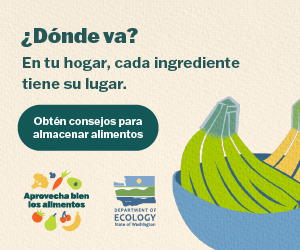 ¿Dónde va?
En tu hogar, cada ingrediente
tiene su lugar.
Obtén consejos para
almacenar alimentos
Aprovecha bien
los alimentos
DEPARTMENT OF
ECOLOGY
State of Washington